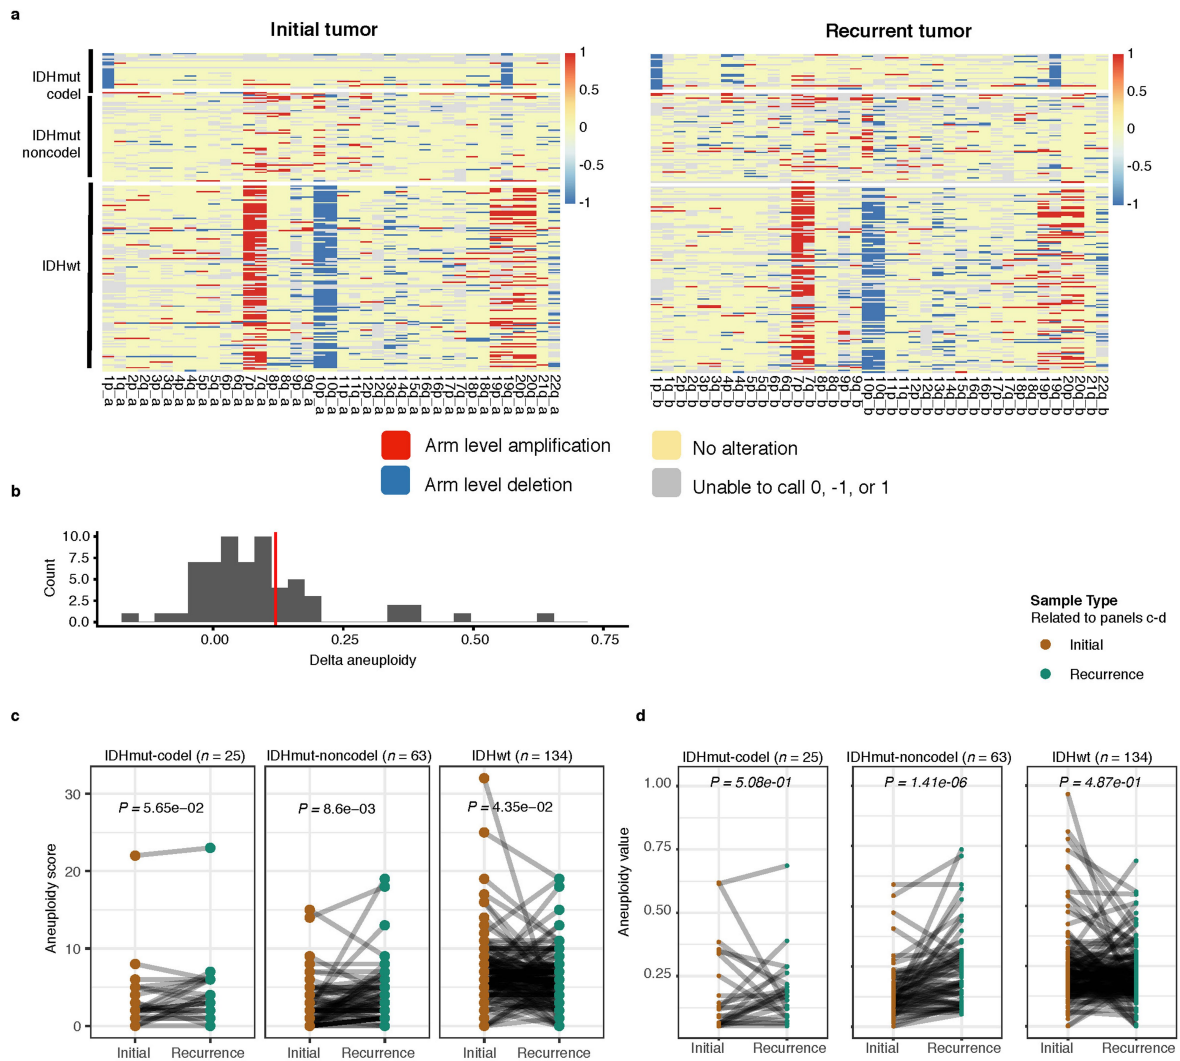 a
Initial tumor
Recurrent tumor
IDHmut
codel
IDHmut
noncodel
IDHwt
1
0.5
0
-0.5
-1
1
0.5
0
-0.5
-1
1p_a
1q_a
2p_a
2q_a
3p_a
3q_a
4p_a
4q_a
5p_a
5q_a
6p_a
6q_a
7p_a
7q_a
8p_a
8q_a
9p_a
9q_a
10p_a
10q_a
11p_a
11q_a
12p_a
12q_a
13q_a
14q_a
15q_a
16p_a
16q_a
17p_a
17q_a
18p_a
18q_a
19p_a
19q_a
20p_a
20q_a
21q_a
22q_a
1p_b
1q_b
2p_b
2q_b
3p_b
3q_b
4p_b
4q_b
5p_b
5q_b
6p_b
6q_b
7p_b
7q_b
8p_b
8q_b
9p_b
9q_b
10p_b
10q_b
11p_b
11q_b
12p_b
12q_b
13q_b
14q_b
15q_b
16p_b
16q_b
17p_b
17q_b
18p_b
18q_b
19p_b
19q_b
20p_b
20q_b
21q_b
22q_b
Arm level amplification
No alteration
Arm level deletion
Unable to call 0, -1, or 1
b
10.0
7.5
5.0
2.5
0.0
Count
0.00
0.25
0.50
0.75
Delta aneuploidy
Sample Type
Related to panels c-d
Initial
Recurrence
c
IDHmut-codel (n = 25)
IDHmut-noncodel (n = 63)
IDHwt (n = 134)
P = 5.65e–02
P = 8.6e–03
P = 4.35e–02
Aneuploidy score
30
20
10
0
Initial
Recurrence
Initial
Recurrence
Initial
Recurrence
d
IDHmut-codel (n = 25)
IDHmut-noncodel (n = 63)
IDHwt (n = 134)
P = 5.08e-01
P = 1.41e-06
P = 4.87e-01
Aneuploidy value
1.00
0.75
0.50
0.25
Initial
Recurrence
Initial
Recurrence
Initial
Recurrence